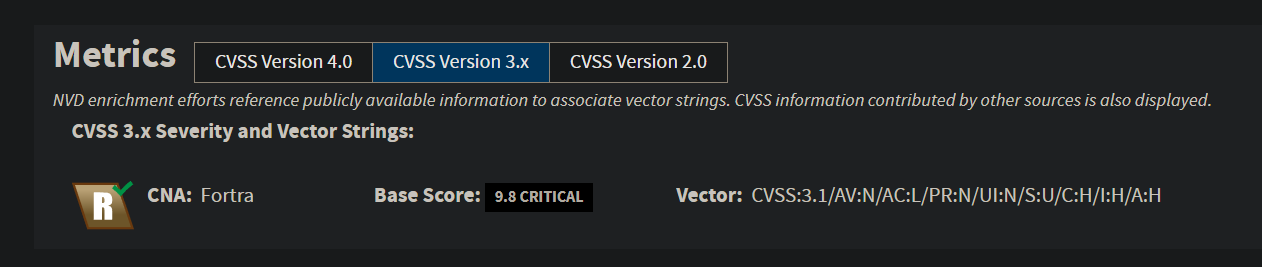 Metrics CVSS Version 4.0 CVSS Version 3.x CVSS Version 2.0
NVD enrichment efforts reference publicly available information to associate vector strings. CVSS information contributed by other sources is also displayed.
CVSS 3.x Severity and Vector Strings:
R CNA: Fortra Base Score: 9.8 CRITICAL Vector: CVSS:3.1/AV:N/AC:L/PR:N/UI:N/S:U/C:H/I:H/A:H